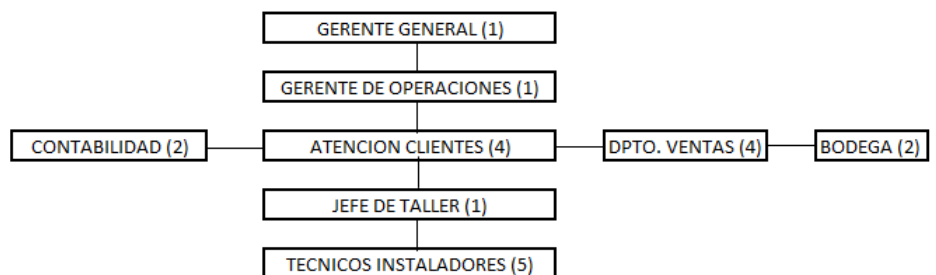 GERENTE GENERAL (1)
GERENTE DE OPERACIONES (1)
CONTABILIDAD (2)
ATENCION CLIENTES (4)
DPTO. VENTAS (4)
BODEGA (2)
JEFE DE TALLER (1)
TECNICOS INSTALADORES (5)